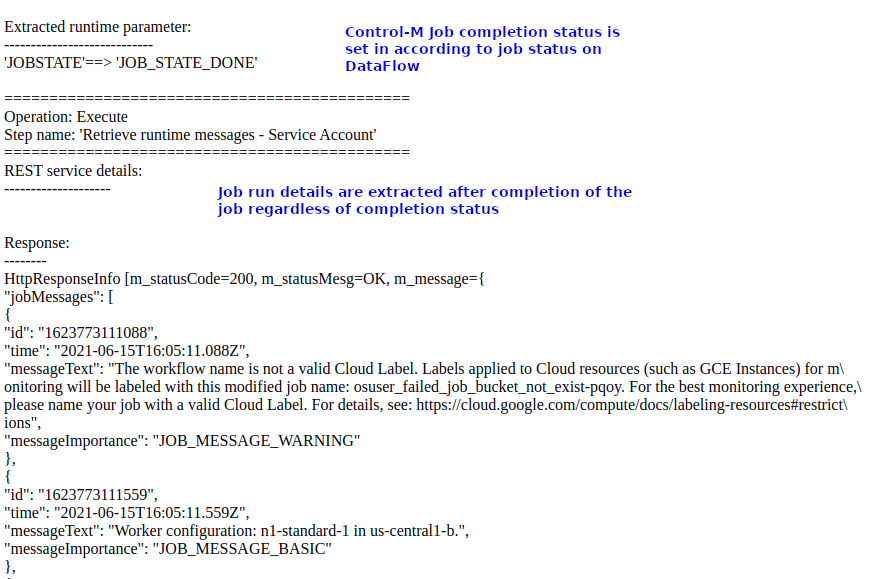 Extracted runtime parameter:
Control-M Job completion status is
set in according to job status on
DataFlow
----------------------------
'JOBSTATE'==> 'JOB_STATE_DONE'
=============================================
Operation: Execute
Step name: 'Retrieve runtime messages - Service Account'
=============================================
REST service details:
--------------------
Job run details are extracted after completion of the
job regardless of completion status
Response:
--------
HttpResponseInfo [m_statusCode=200, m_statusMesg=OK, m_message={
"jobMessages": [
{
"id": "1623773111088",
"time": "2021-06-15T16:05:11.088Z",
"messageText": "The workflow name is not a valid Cloud Label. Labels applied to Cloud resources (such as GCE Instances) for m\
onitoring will be labeled with this modified job name: osuser_failed_job_bucket_not_exist-pqoy. For the best monitoring experience,\
please name your job with a valid Cloud Label. For details, see: https://cloud.google.com/compute/docs/labeling-resources#restrict\
ions",
"messageImportance": "JOB_MESSAGE_WARNING"
},
{
"id": "1623773111559",
"time": "2021-06-15T16:05:11.559Z",
"messageText": "Worker configuration: n1-standard-1 in us-central1-b.",
"messageImportance": "JOB_MESSAGE_BASIC"
},